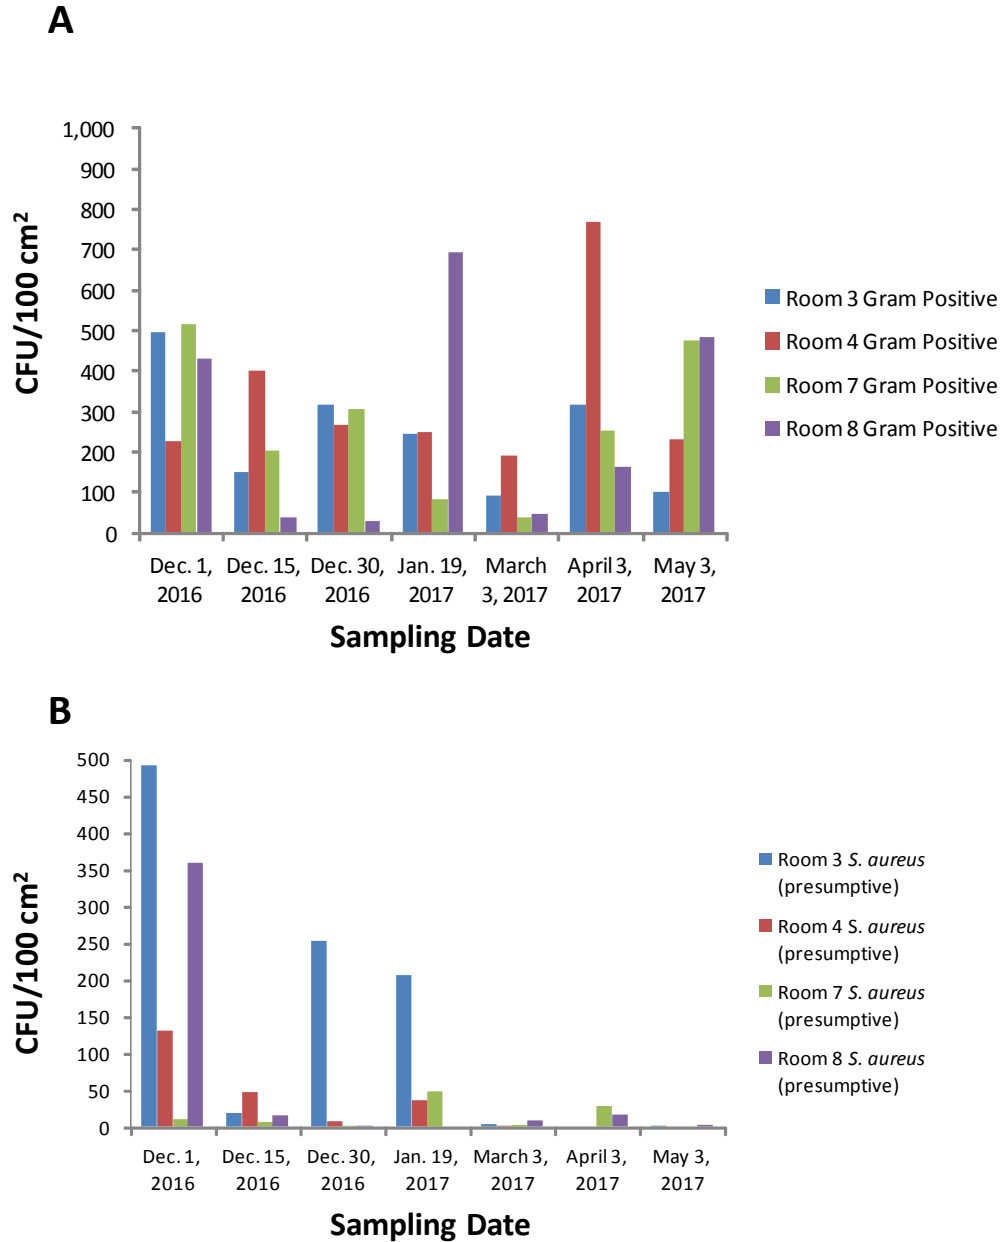 A
1,000
900
800
700
600
500
400
300
200
100
0
CFU/100 cm²
Dec. 1, Dec. 15, Dec. 30, Jan. 19, March April 3, May 3,
2016 2016 2016 2017 3, 2017 2017 2017
Sampling Date
Room 3 Gram Positive
Room 4 Gram Positive
Room 7 Gram Positive
Room 8 Gram Positive
B
500
450
400
350
300
250
200
150
100
50
0
CFU/100 cm²
Dec. 1, Dec. 15, Dec. 30, Jan. 19, March 3, April 3, May 3,
2016 2016 2016 2017 2017 2017 2017
Sampling Date
Room 3 S. aureus
(presumptive)
Room 4 S. aureus
(presumptive)
Room 7 S. aureus
(presumptive)
Room 8 S. aureus
(presumptive)